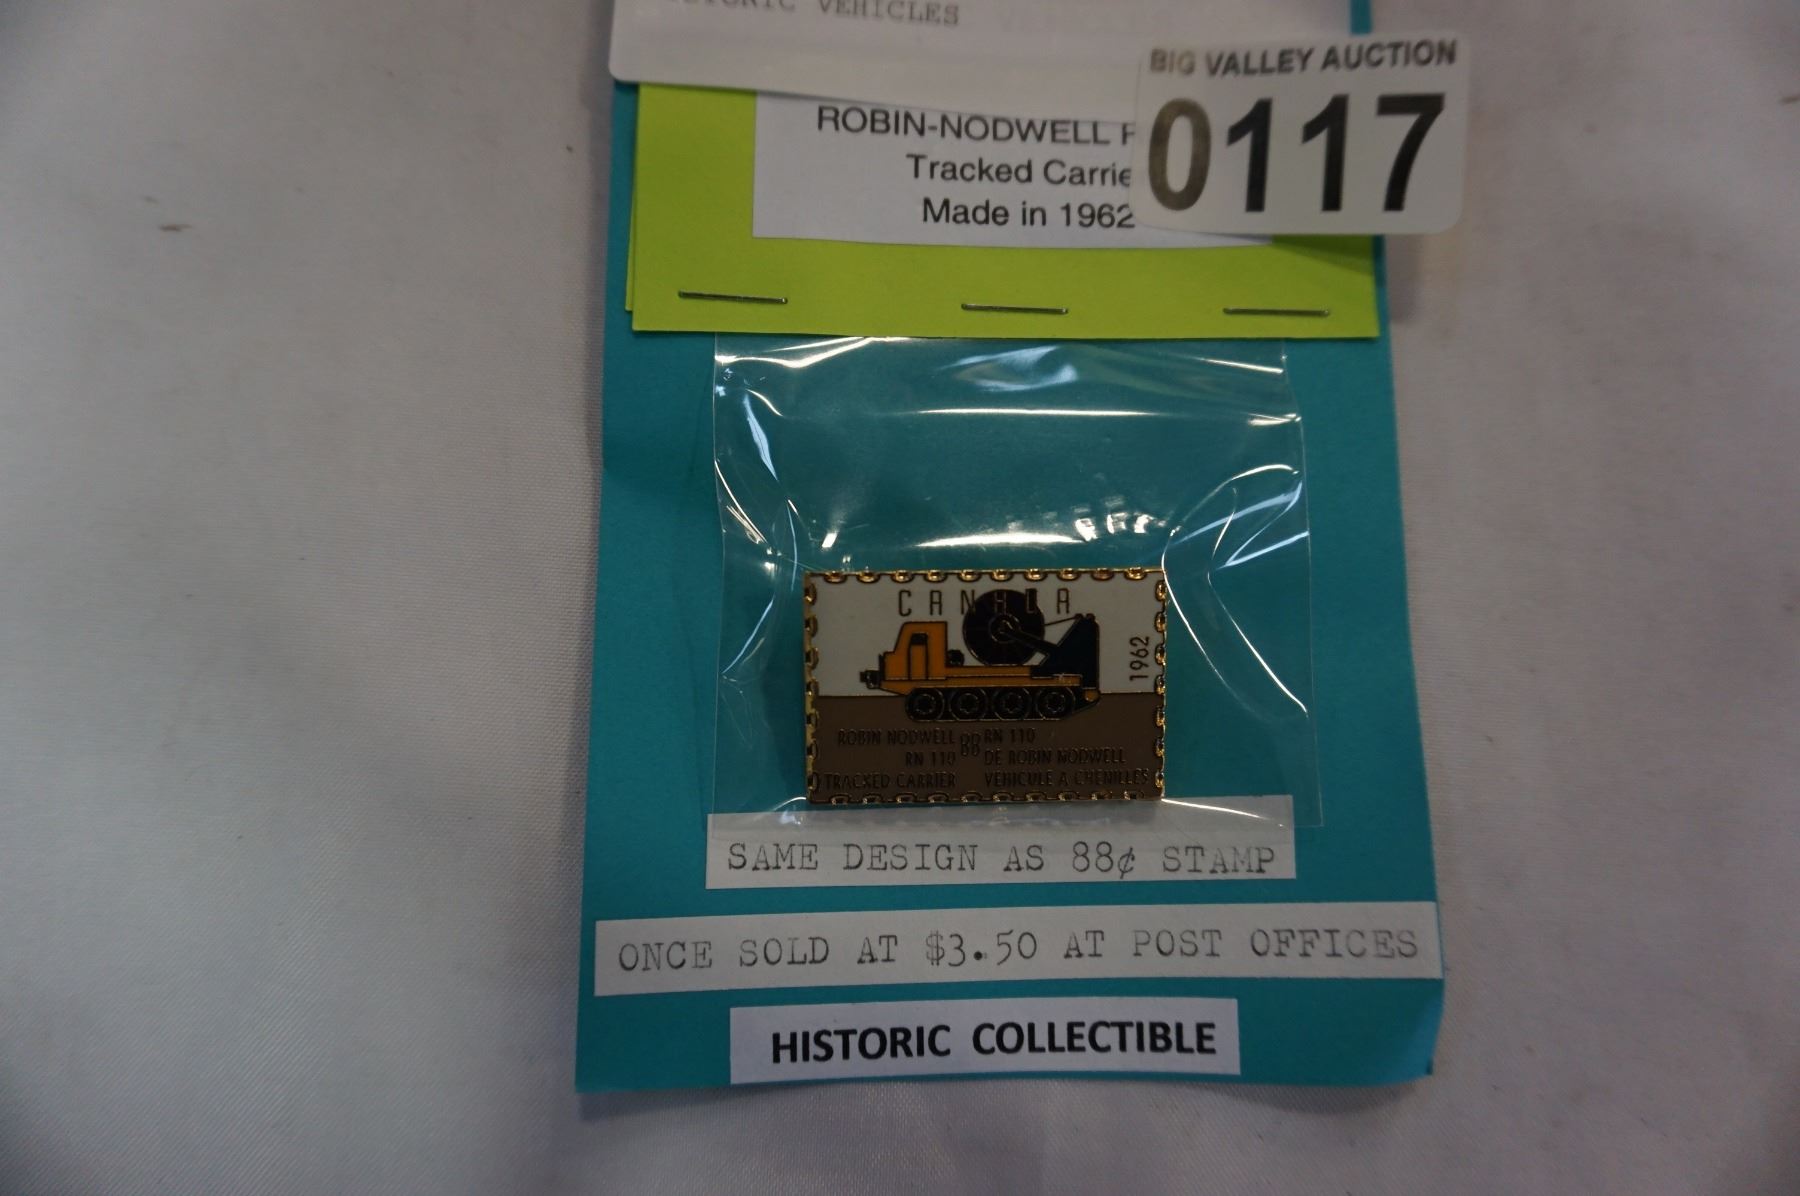 HISTORIC VEHICLES
BIG VALLEY AUCTION
0117
ROBIN-NODWELL
Tracked Carrier
Made in 1962
CANADA
1962
ROBIN NODWELL 88 RN 110
RN 110 DE ROBIN NODWELL
TRACKED CARRIER VEHICULE A CHENILLES
SAME DESIGN AS 88¢ STAMP
ONCE SOLD AT $3.50 AT POST OFFICES
HISTORIC COLLECTIBLE